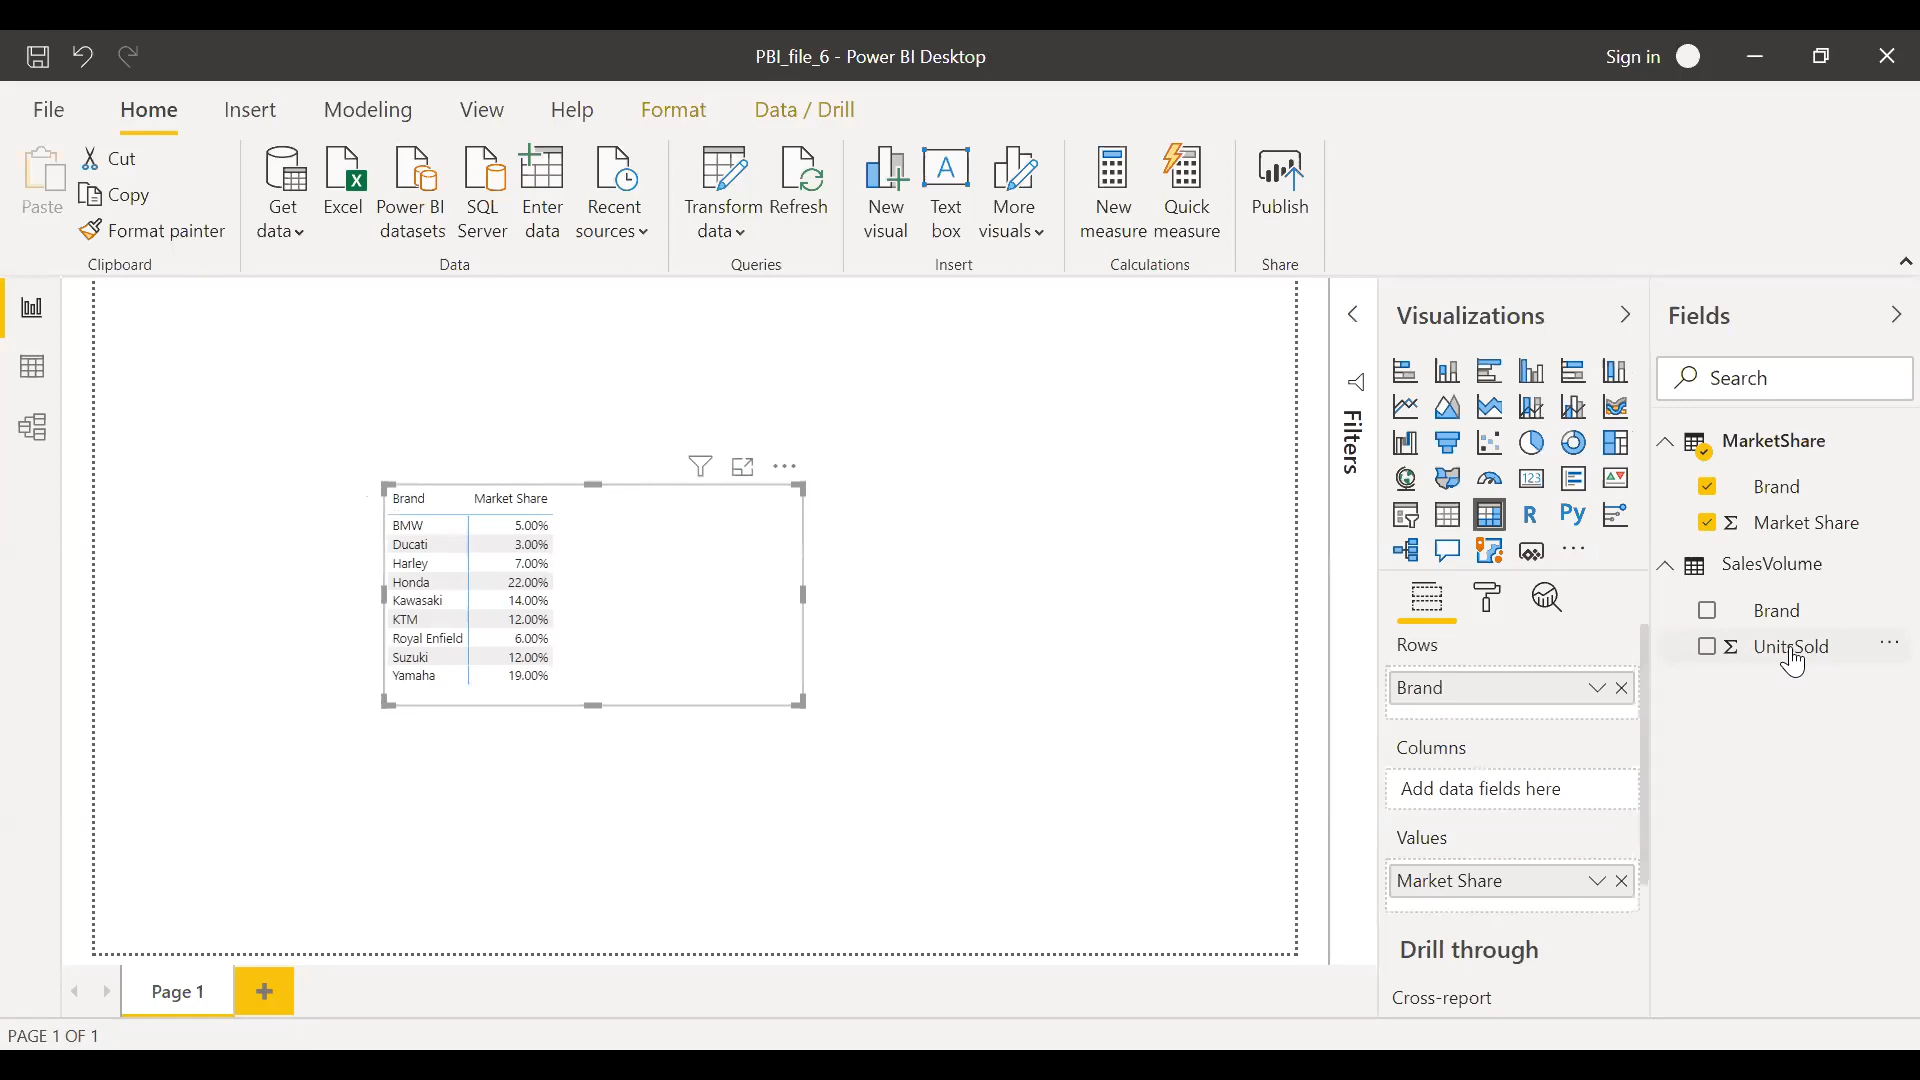 PBI_file_6 - Power BI Desktop
Sign in
File Home Insert Modeling View Help Format Data / Drill
Paste
Cut
Copy
Format painter
Clipboard
Get data
Excel
Power BI datasets
SQL Server
Enter data
Recent sources
Data
Transform data
Refresh
Queries
New visual
A
Text box
More visuals
Insert
New measure
Quick measure
Calculations
Publish
Share
Brand Market Share
BMW 5.00%
Ducati 3.00%
Harley 7.00%
Honda 22.00%
Kawasaki 14.00%
KTM 12.00%
Royal Enfield 6.00%
Suzuki 12.00%
Yamaha 19.00%
Filters
Visualizations
123
R
Py
Rows
Brand
Columns
Add data fields here
Values
Market Share
Drill through
Cross-report
Fields
Search
MarketShare
Brand
Σ Market Share
SalesVolume
Brand
Σ UnitsSold
Page 1
PAGE 1 OF 1